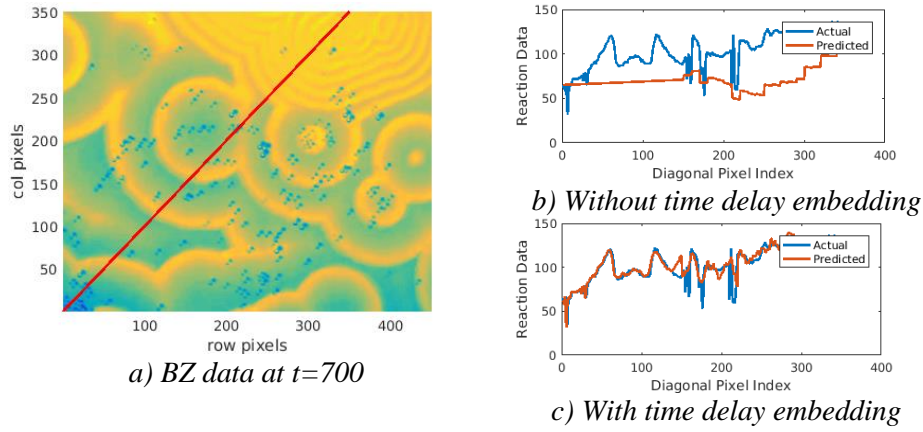 350
300
250
200
150
100
50
col pixels
100 200 300 400
row pixels
a) BZ data at t=700
150
100
50
0
Reaction Data
Actual
Predicted
0 100 200 300 400
Diagonal Pixel Index
b) Without time delay embedding
150
100
50
0
Reaction Data
Actual
Predicted
0 100 200 300 400
Diagonal Pixel Index
c) With time delay embedding